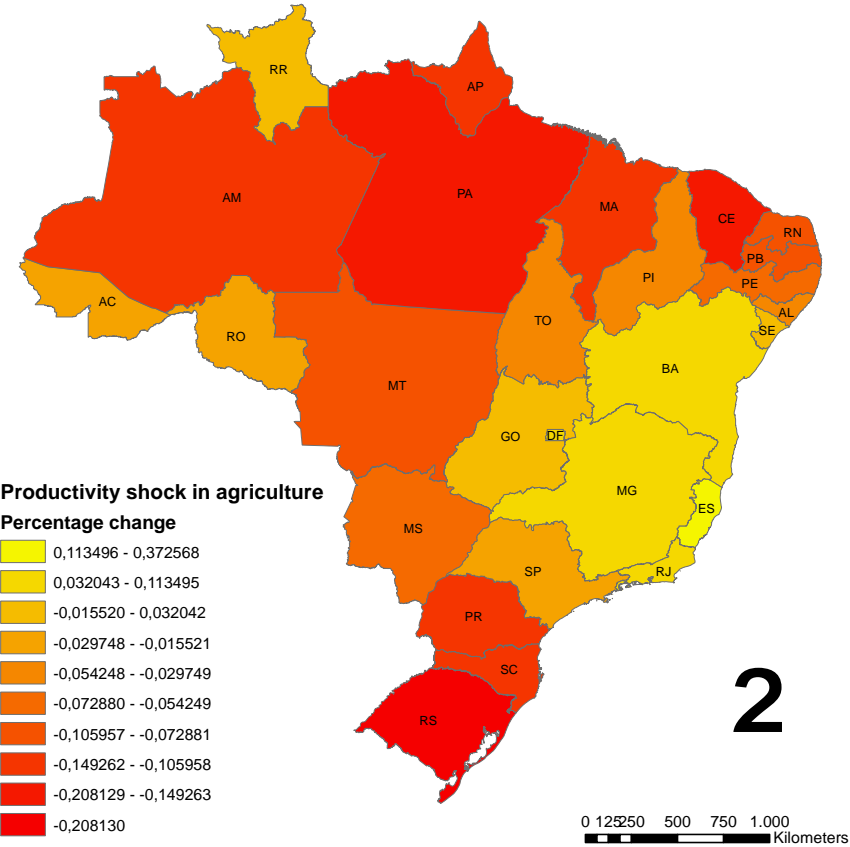 RR
AP
AM
PA
MA
CE
RN
PB
PI
PE
AC
AL
TO
SE
RO
BA
MT
GO
DF
MG
ES
MS
RJ
SP
PR
SC
RS
Productivity shock in agriculture
Percentage change
0,113496 - 0,372568
0,032043 - 0,113495
-0,015520 - 0,032042
-0,029748 - -0,015521
-0,054248 - -0,029749
-0,072880 - -0,054249
-0,105957 - -0,072881
-0,149262 - -0,105958
-0,208129 - -0,149263
-0,208130
2
0 125250 500 750 1.000
Kilometers